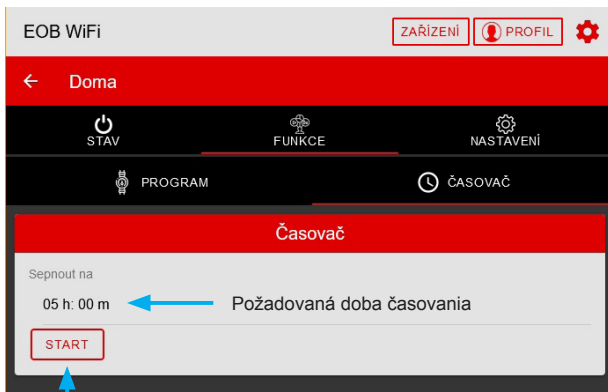 EOB WiFi
ZAŘÍZENÍ
PROFIL
Doma
STAV
FUNKCE
NASTAVENÍ
PROGRAM
ČASOVAČ
Časovač
Sepnout na
05 h: 00 m
Požadovaná doba časovania
START